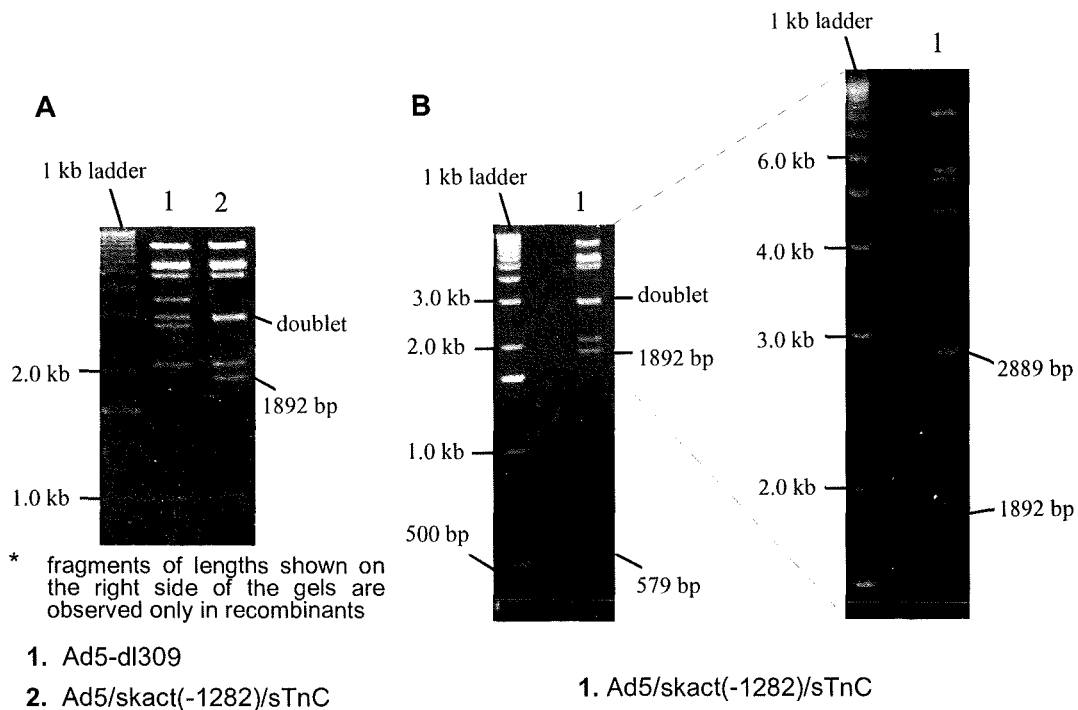 A
1 kb ladder
1
2
doublet
2.0 kb
1892 bp
1.0 kb
* fragments of lengths shown on
the right side of the gels are
observed only in recombinants
1. Ad5-dl309
2. Ad5/skact(-1282)/sTnC
B
1 kb ladder
1
3.0 kb
doublet
2.0 kb
1892 bp
1.0 kb
500 bp
579 bp
1 kb ladder
1
6.0 kb
4.0 kb
3.0 kb
2889 bp
2.0 kb
1892 bp
1. Ad5/skact(-1282)/sTnC